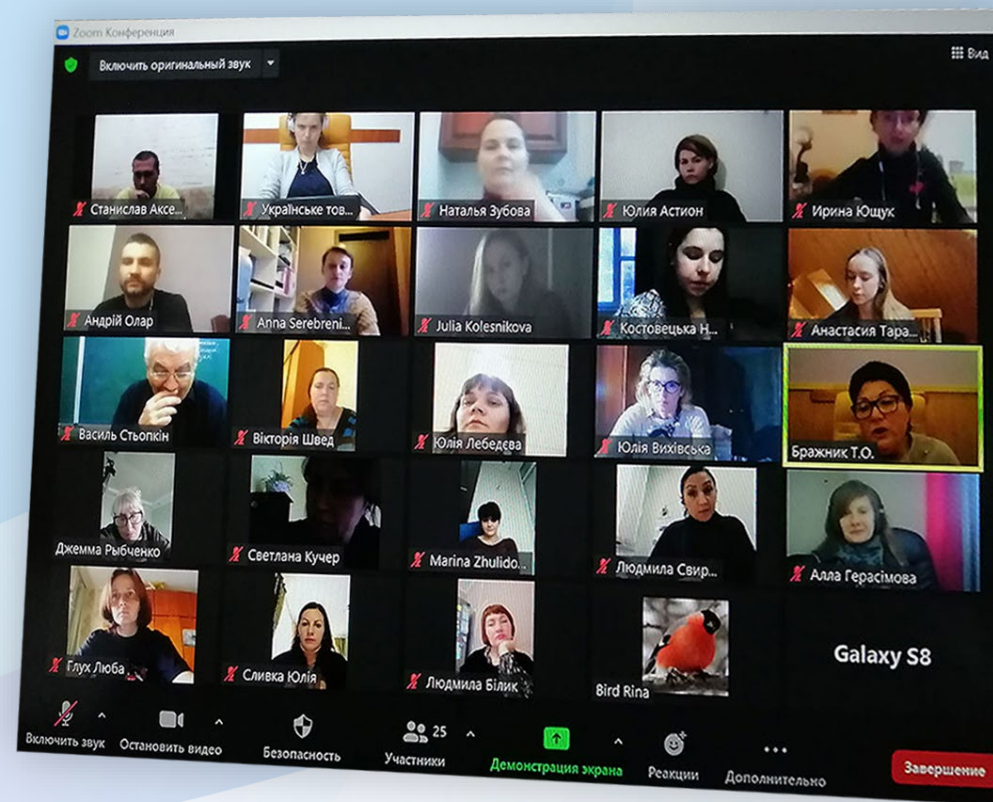 Zoom Конференция
Включить оригинальный звук
Вид
Станислав Аксе...
Українське тов...
Наталья Зубова
Юлия Астион
Ирина Ющук
Андрій Олар
Anna Serebreni...
Julia Kolesnikova
Костовецька Н...
Анастасия Тара...
Василь Стьопкін
Вікторія Швед
Юлія Лебедєва
Юлія Вихівська
Бражник Т.О.
Джемма Рыбченко
Светлана Кучер
Marina Zhulido...
Людмила Свир...
Алла Герасімова
Глух Люба
Сливка Юлія
Людмила Білик
Bird Rina
Galaxy S8
Включить звук
Остановить видео
Безопасность
25
Участники
Демонстрация экрана
Реакции
Дополнительно
Завершение